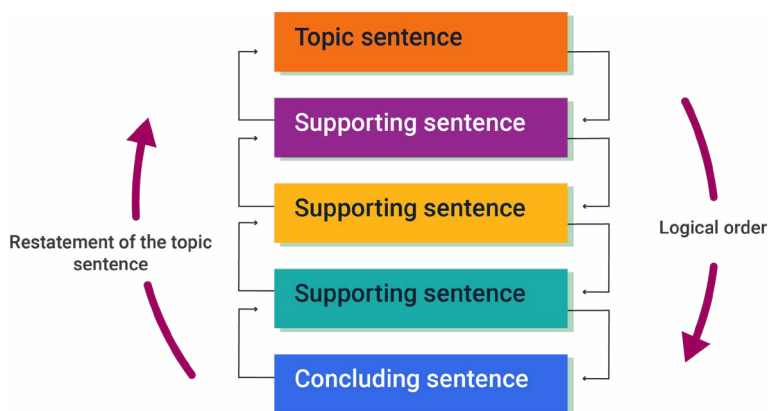 Topic sentence
Supporting sentence
Supporting sentence
Supporting sentence
Concluding sentence
Restatement of the topic
sentence
Logical order